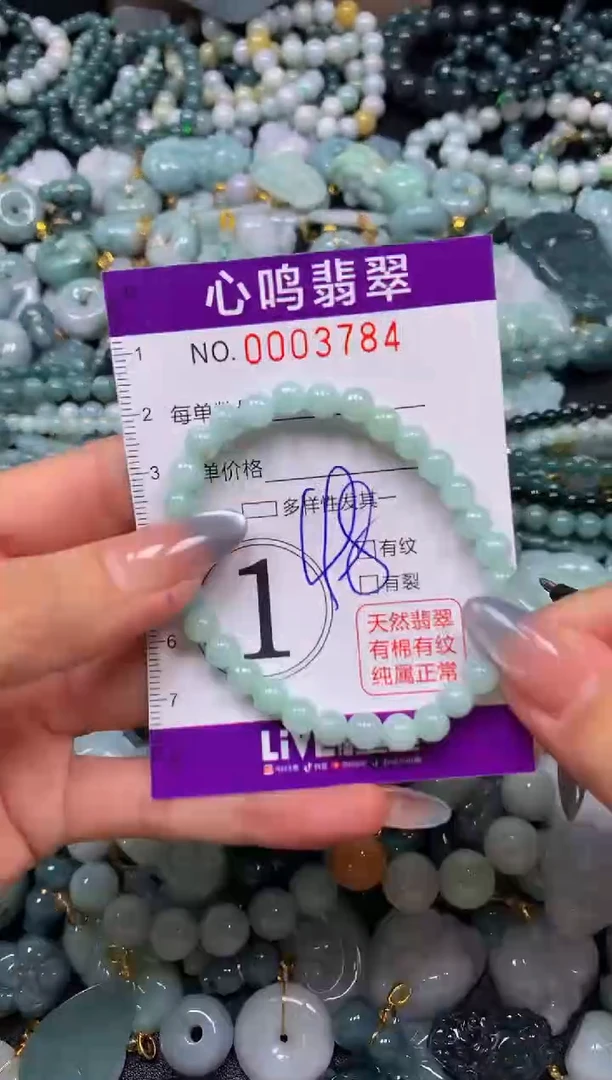 心鸣翡翠
1
NO. 0003784
2
每单
3
单价格
多样性及其一
48
有纹
有裂
1
天然翡翠
有棉有纹
纯属正常
6
7